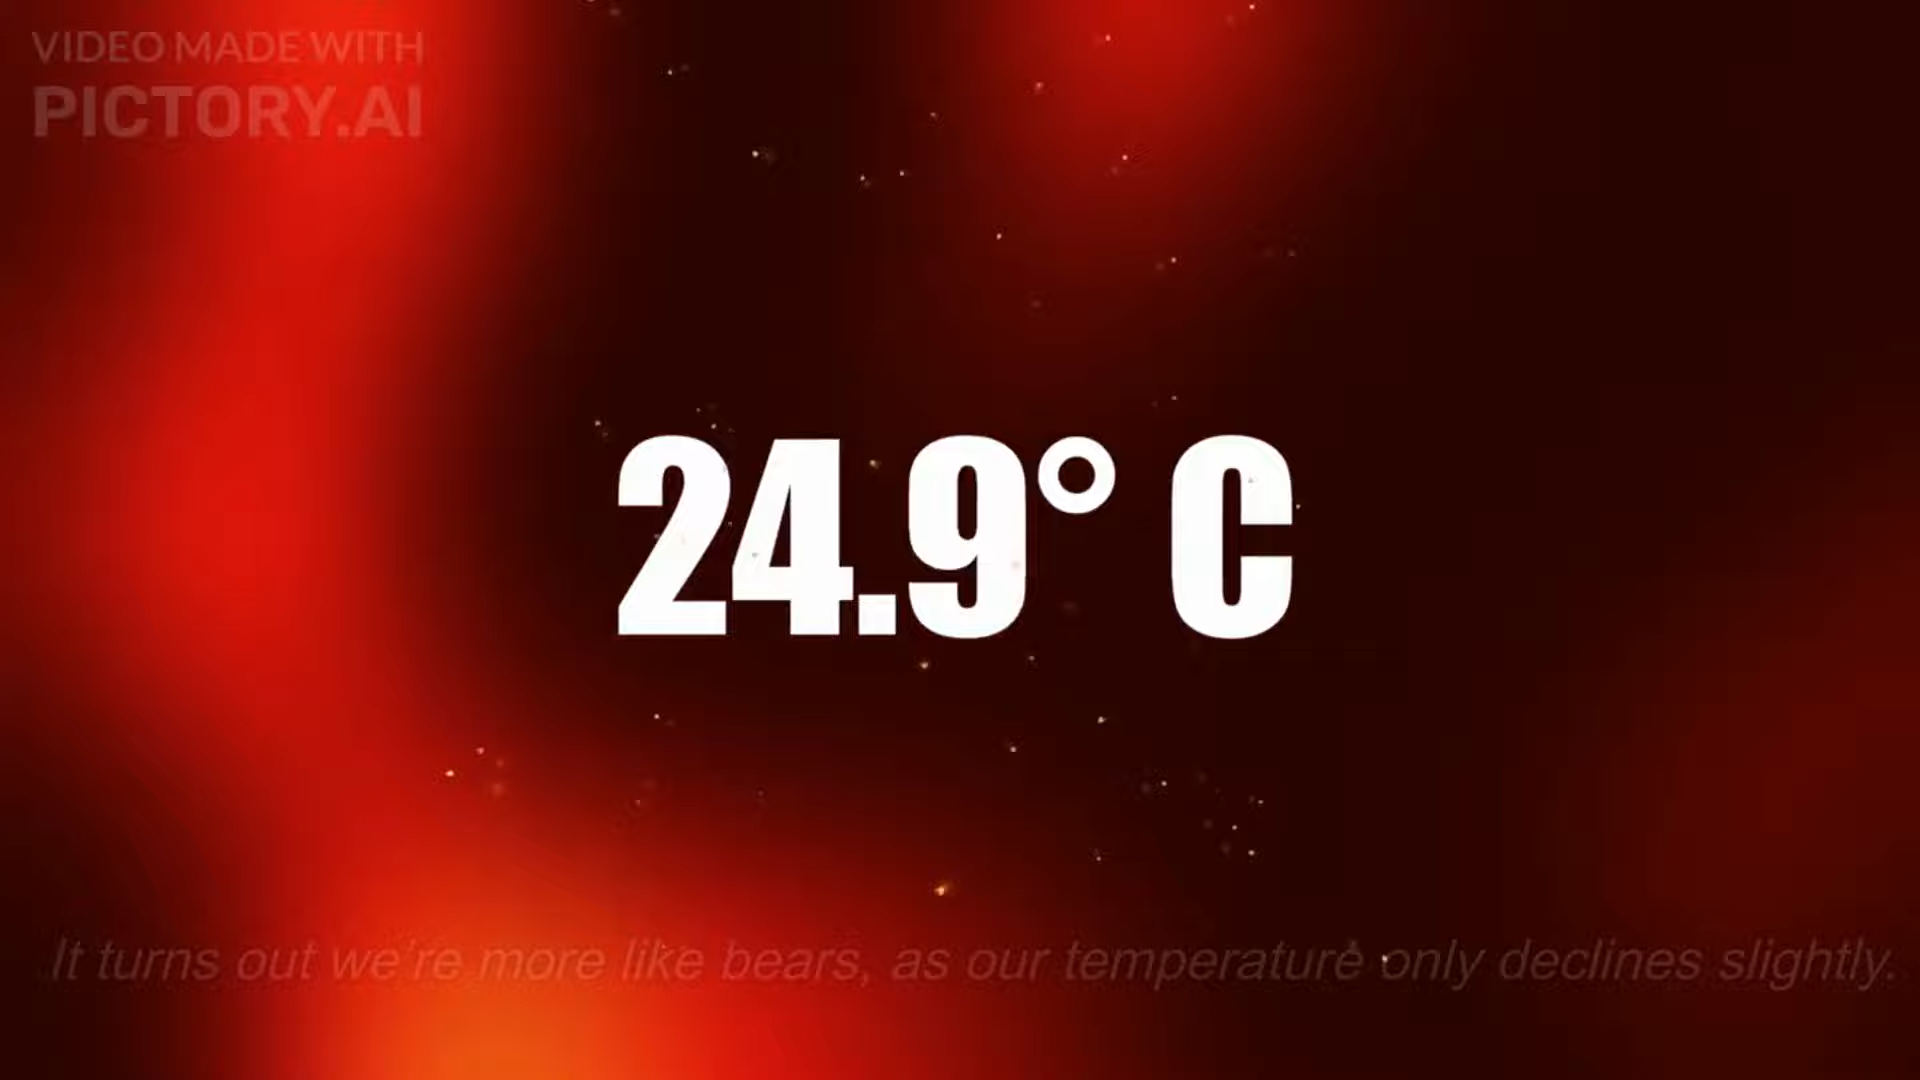 VIDEO MADE WITH
PICTORY.AI
24.9° C
It turns out we're more like bears, as our temperature only declines slightly.